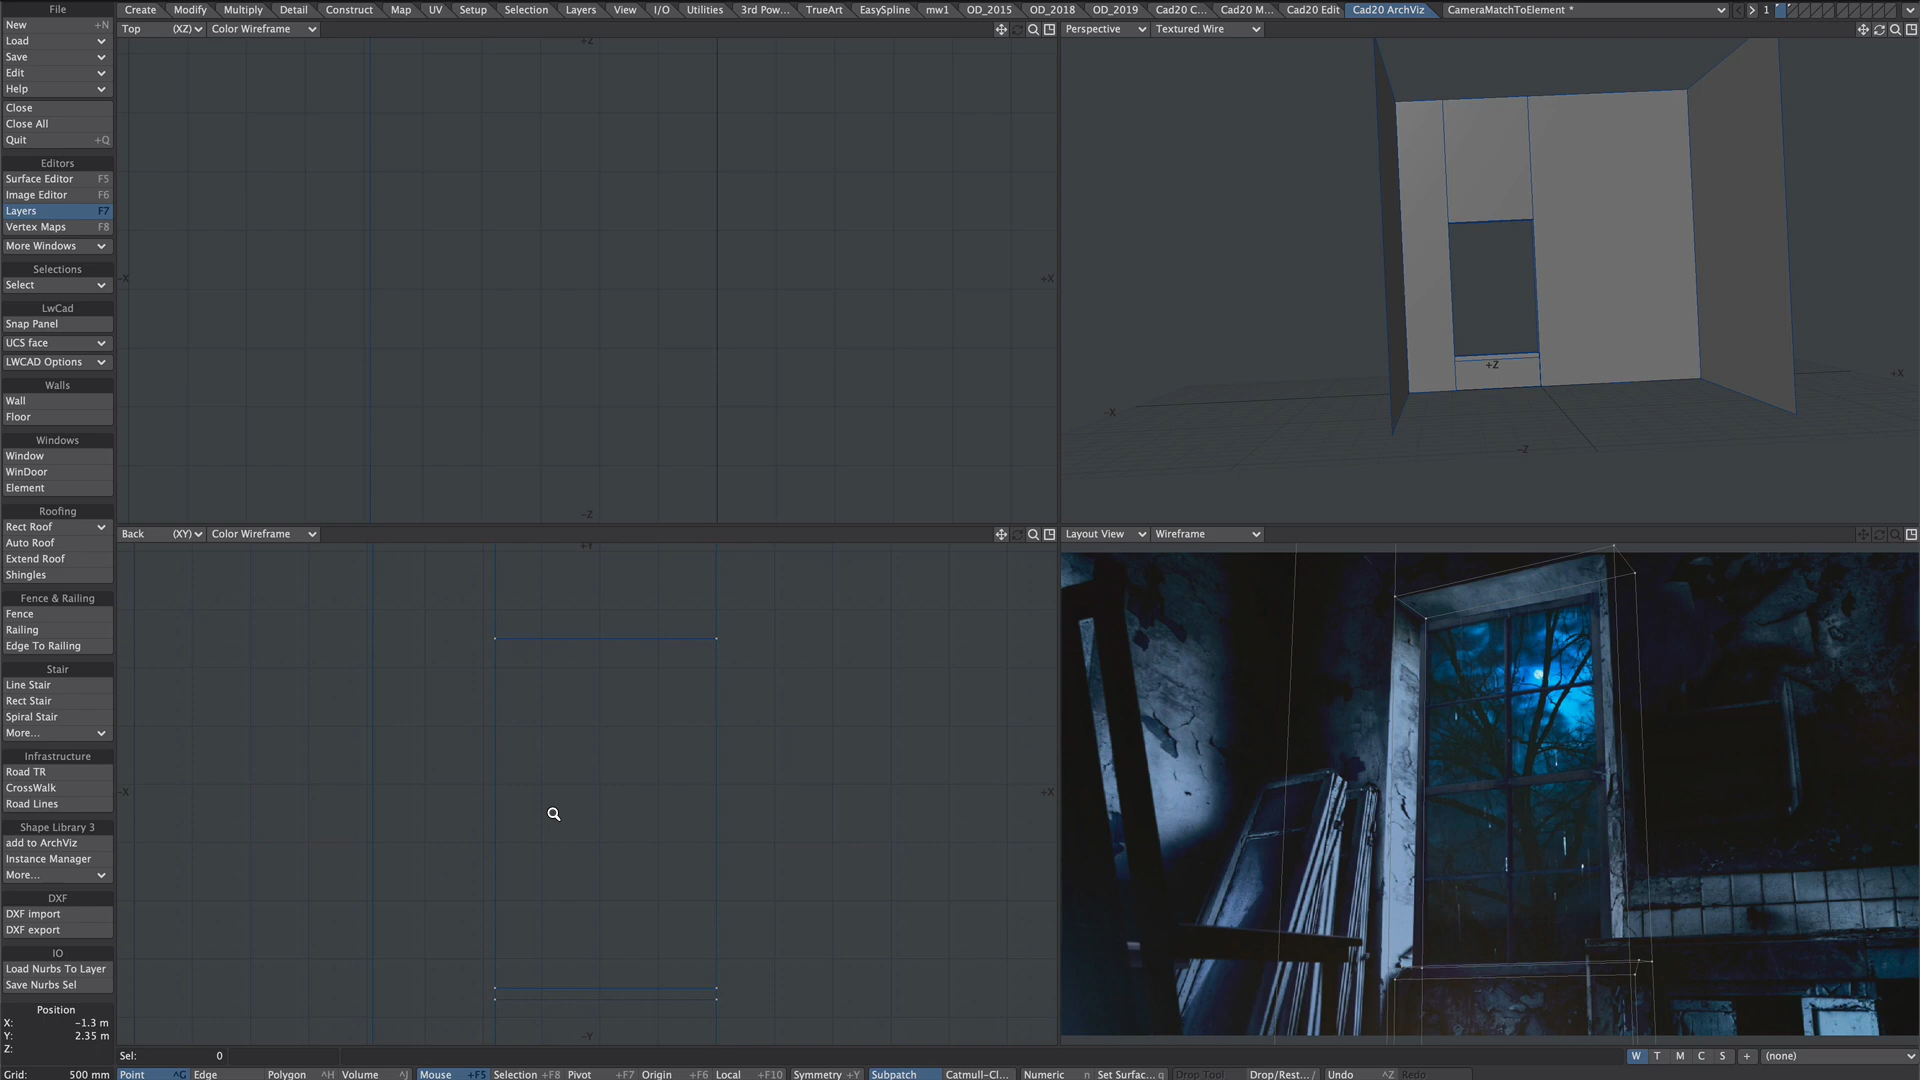 File Create Modify Multiply Detail Construct Map UV Setup Selection Layers View I/O Utilities 3rd Pow... TrueArt EasySpline mw1 OD_2015 OD_2018 OD_2019 Cad20 C... Cad20 M... Cad20 Edit Cad20 ArchViz CameraMatchToElement * 1
New +N
Top (XZ) Color Wireframe
Perspective Textured Wire
Load
Save
Edit
Help
Close
Close All
Quit +Q
Editors
Surface Editor F5
Image Editor F6
Layers F7
Vertex Maps F8
More Windows
Selections
Select
LwCad
Snap Panel
UCS face
LWCAD Options
Walls
Wall
Floor
Windows
Window
WinDoor
Element
Roofing
Rect Roof
Auto Roof
Extend Roof
Shingles
Fence & Railing
Fence
Railing
Edge To Railing
Stair
Line Stair
Rect Stair
Spiral Stair
More...
Infrastructure
Road TR
CrossWalk
Road Lines
Shape Library 3
add to ArchViz
Instance Manager
More...
DXF
DXF import
DXF export
IO
Load Nurbs To Layer
Save Nurbs Sel
Position
X: -1.3 m
Y: 2.35 m
Z:
Grid: 500 mm
+Z
-X
+X
-Z
+Z
+X
-X
-Z
Back (XY) Color Wireframe
Layout View Wireframe
+Y
-X
+X
-Y
Sel: 0
W T M C S + (none)
Point ^G Edge Polygon ^H Volume ^J Mouse +F5 Selection +F8 Pivot +F7 Origin +F6 Local +F10 Symmetry +Y Subpatch Catmull-Cl... Numeric n Set Surfac... q Drop Tool Drop/Rest... / Undo ^Z Redo